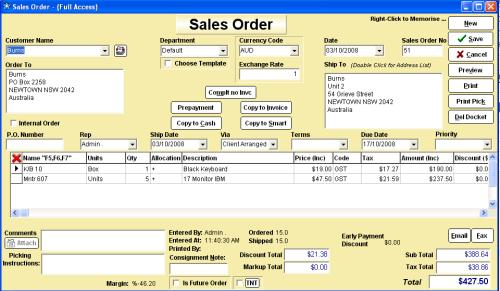 Sales Order - (Full Access)
Sales Order
Right-Click to Memorise ...
New
Customer Name
Burns
Department
Default
Choose Template
Currency Code
AUD
Exchange Rate
1
Date
03/10/2008
Sales Order No
51
Save
Cancel
Order To
Burns
PO Box 2258
NEWTOWN NSW 2042
Australia
Ship To (Double Click for Address List)
Burns
Unit 2
54 Grieve Street
NEWTOWN NSW 2042
Australia
Preview
Print
Print Pick
Del Docket
Commit no Invc
Prepayment
Copy to Invoice
Copy to Cash
Copy to Smart
Internal Order
P.O. Number
Rep
Admin .
Ship Date
03/10/2008
Via
Client Arranged
Terms
Due Date
17/10/2008
Priority
Name "F5,F6,F7" Units Qty Allocation Description Price (Inc) Code Tax Amount (Inc) Discount ($
K/B 10 Box 1 + Black Keyboard $19.00 GST $17.27 $190.00 $0.0
Mntr 607 Units 5 + 17 Monitor IBM $47.50 GST $21.59 $237.50 $0.0
Comments
Attach
Picking
Instructions:
Entered By: Admin .
Entered At: 11:40:30 AM
Printed By:
Consignment Note:
Ordered 15.0
Shipped 15.0
Discount Total $21.38
Markup Total $0.00
Early Payment
Discount $0.00
Email
Fax
Sub Total $388.64
Tax Total $38.86
Margin: %-46.20
Is Future Order
TNT
Total $427.50